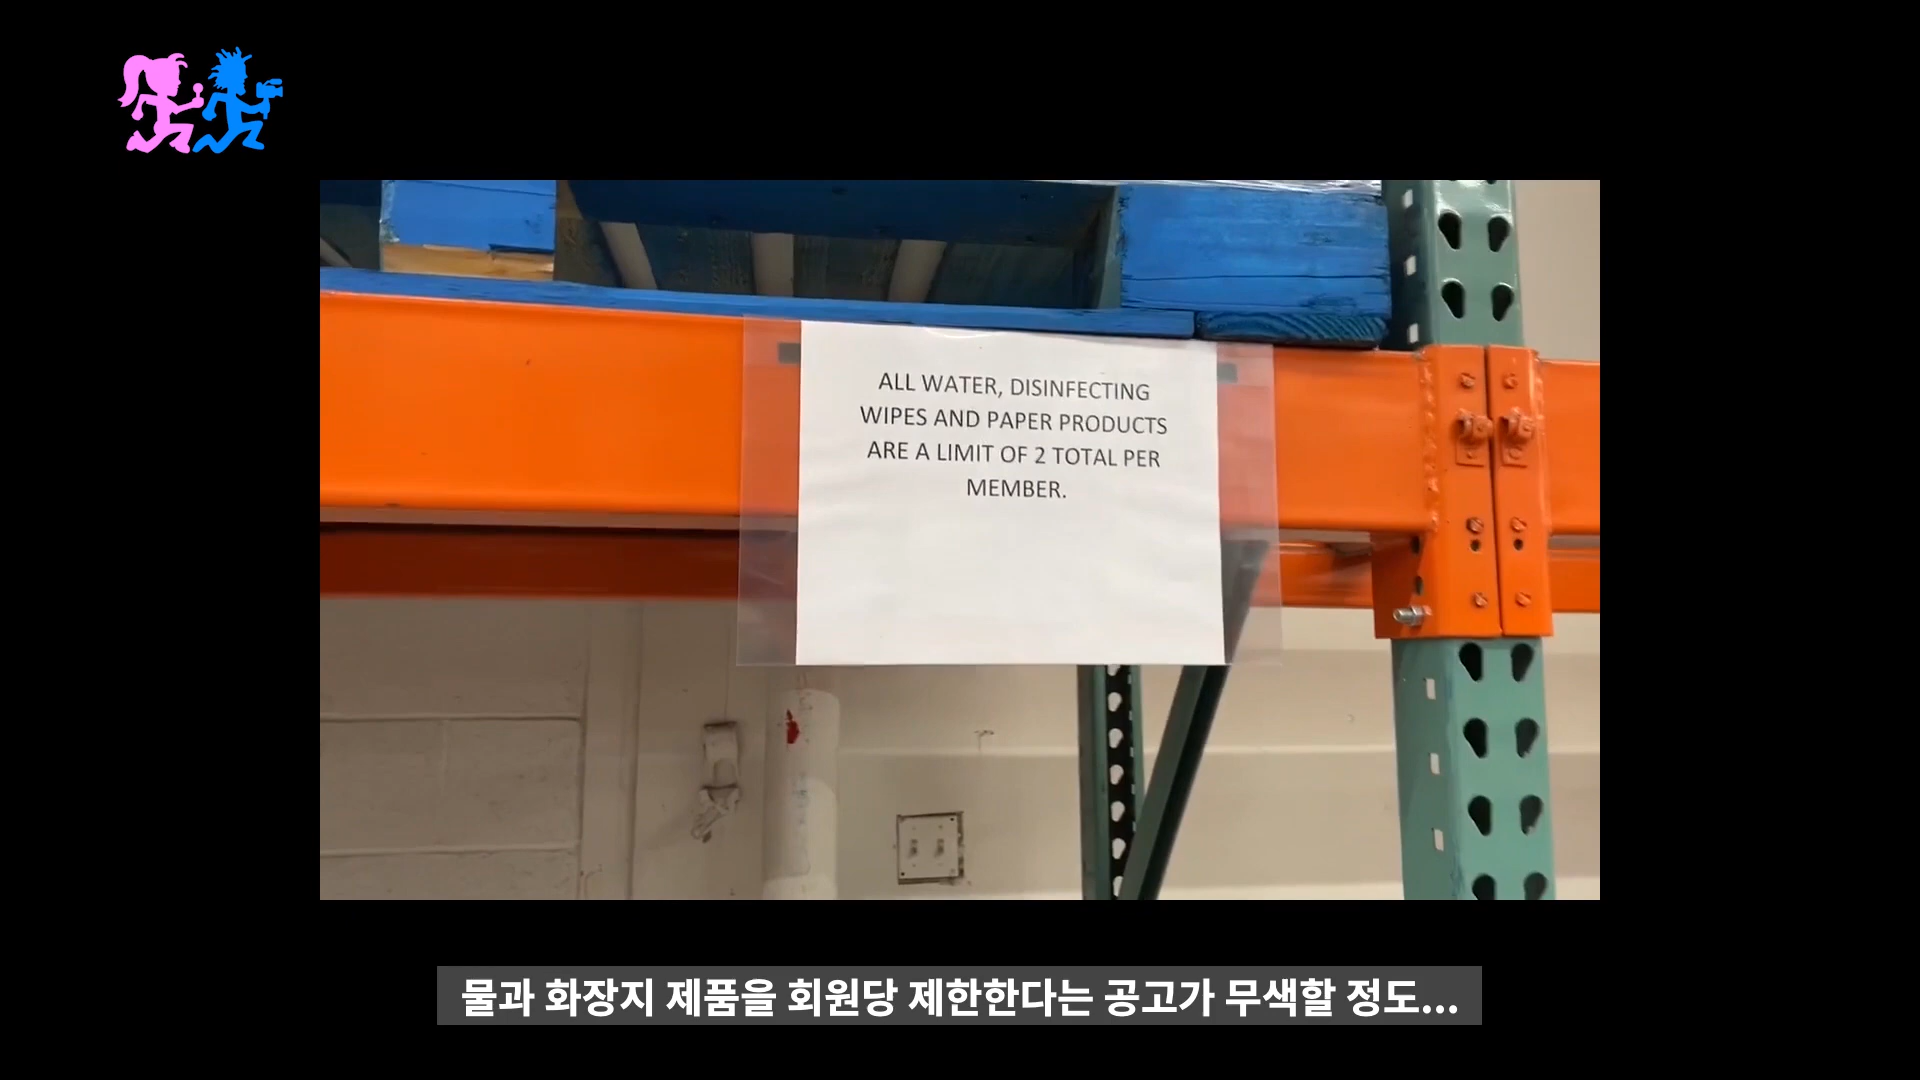 ALL WATER, DISINFECTING
WIPES AND PAPER PRODUCTS
ARE A LIMIT OF 2 TOTAL PER
MEMBER.
물과 화장지 제품을 회원당 제한한다는 공고가 무색할 정도...